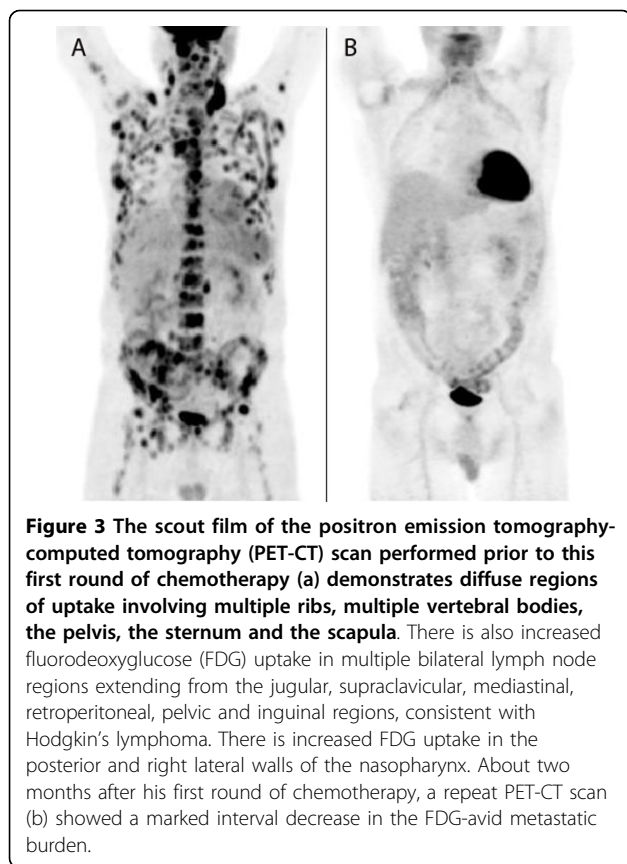 A
B
Figure 3 The scout film of the positron emission tomography-
computed tomography (PET-CT) scan performed prior to this
first round of chemotherapy (a) demonstrates diffuse regions
of uptake involving multiple ribs, multiple vertebral bodies,
the pelvis, the sternum and the scapula. There is also increased
fluorodeoxyglucose (FDG) uptake in multiple bilateral lymph node
regions extending from the jugular, supraclavicular, mediastinal,
retroperitoneal, pelvic and inguinal regions, consistent with
Hodgkin's lymphoma. There is increased FDG uptake in the
posterior and right lateral walls of the nasopharynx. About two
months after his first round of chemotherapy, a repeat PET-CT scan
(b) showed a marked interval decrease in the FDG-avid metastatic
burden.